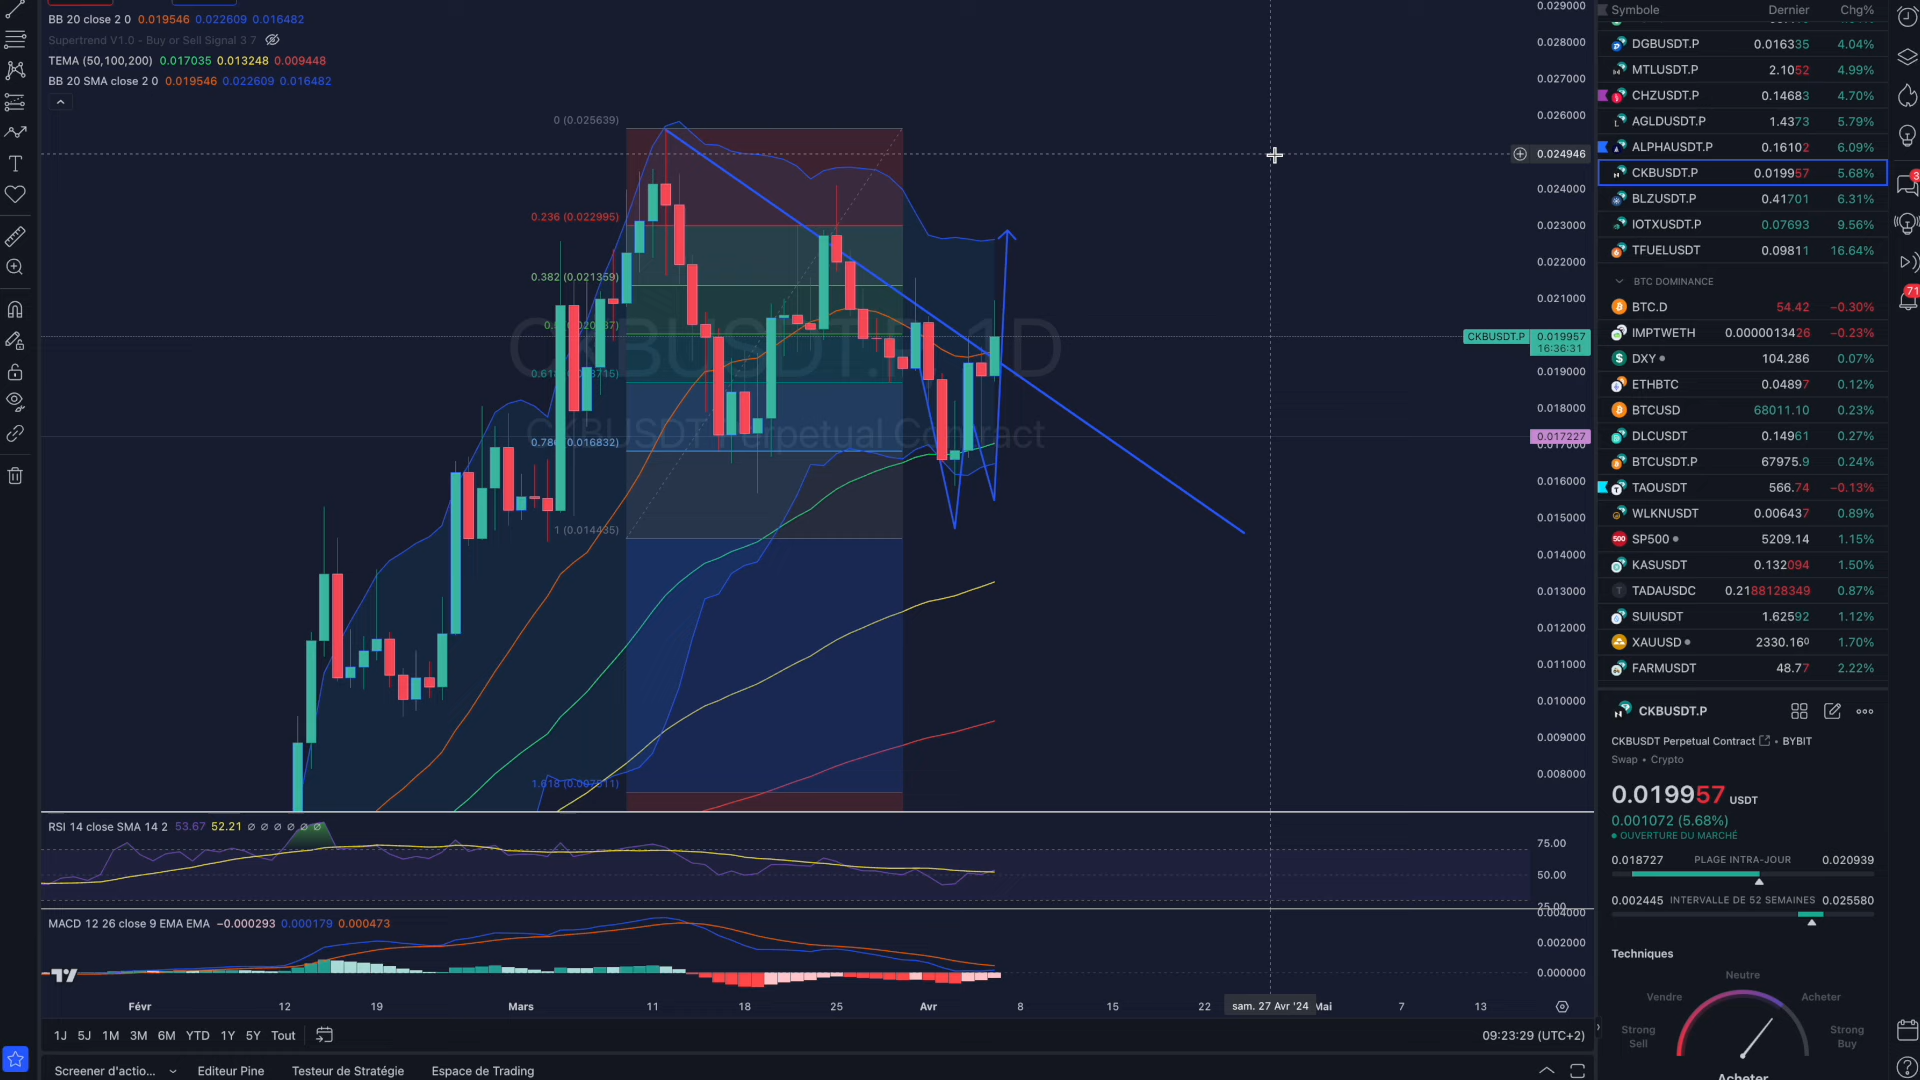 BB 20 close 2 0 0.019546 0.022609 0.016482
Supertrend V1.0 - Buy or Sell Signal 3 7
TEMA (50,100,200) 0.017035 0.013248 0.009448
BB 20 SMA close 2 0 0.019546 0.022609 0.016482
0 (0.025639)
0.236 (0.022995)
0.382 (0.021359)
0.786 (0.016832)
1 (0.014435)
CKBUSDT.P, 1D
CKBUSDT Perpetual Contract
0.029000
0.028000
0.027000
0.026000
0.024946
0.024000
0.023000
0.022000
0.021000
CKBUSDT.P 0.019957
16:36:31
0.019000
0.018000
0.017227
0.016000
0.015000
0.014000
0.013000
0.012000
0.011000
0.010000
0.009000
0.008000
RSI 14 close SMA 14 2 53.67 52.21 ∅ ∅ ∅ ∅ ∅ ∅
75.00
50.00
25.00
MACD 12 26 close 9 EMA EMA −0.000293 0.000179 0.000473
0.004000
0.002000
0.000000
Févr 12 19 Mars 11 18 25 Avr 8 15 22 sam. 27 Avr '24 Mai 7 13
1J 5J 1M 3M 6M YTD 1Y 5Y Tout
09:23:29 (UTC+2)
Screener d'actio... Editeur Pine Testeur de Stratégie Espace de Trading
Symbole Dernier Chg%
DGBUSDT.P 0.016335 4.04%
MTLUSDT.P 2.1052 4.99%
CHZUSDT.P 0.14683 4.70%
AGLDUSDT.P 1.4373 5.79%
ALPHAUSDT.P 0.16102 6.09%
CKBUSDT.P 0.019957 5.68%
BLZUSDT.P 0.41701 6.31%
IOTXUSDT.P 0.07693 9.56%
TFUELUSDT 0.09811 16.64%
BTC DOMINANCE
BTC.D 54.42 −0.30%
IMPTWETH 0.0000013426 −0.23%
DXY 104.286 0.07%
ETHBTC 0.04897 0.12%
BTCUSD 68011.10 0.23%
DLCUSDT 0.14961 0.27%
BTCUSDT.P 67975.9 0.24%
TAOUSDT 566.74 −0.13%
WLKNUSDT 0.006437 0.89%
SP500 5209.14 1.15%
KASUSDT 0.132094 1.50%
TADAUSDC 0.2188128349 0.87%
SUIUSDT 1.62592 1.12%
XAUUSD 2330.160 1.70%
FARMUSDT 48.77 2.22%
CKBUSDT.P
CKBUSDT Perpetual Contract • BYBIT
Swap • Crypto
0.019957 USDT
0.001072 (5.68%)
OUVERTURE DU MARCHÉ
0.018727 PLAGE INTRA-JOUR 0.020939
0.002445 INTERVALLE DE 52 SEMAINES 0.025580
Techniques
Neutre
Vendre Acheter
Strong Sell
Strong Buy
Acheter
71